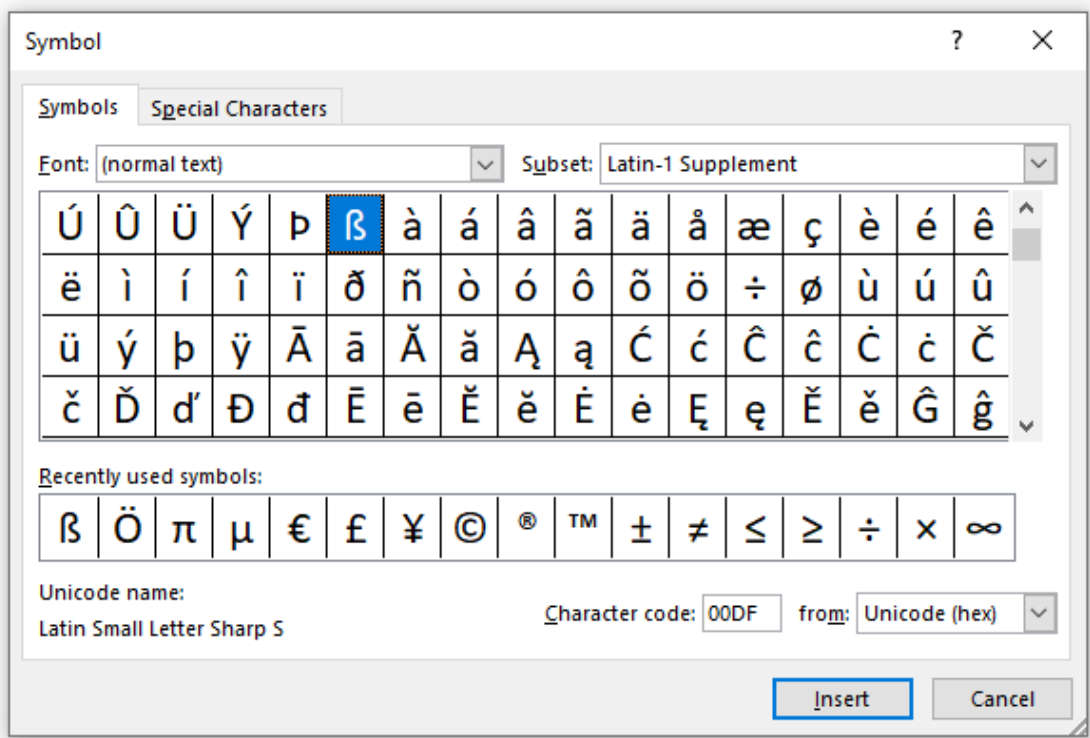 Symbol ?
Symbols Special Characters
Font: (normal text) Subset: Latin-1 Supplement
Ú Û Ü Ý Þ ß à á â ã ä å æ ç è é ê
ë ì í î ï ð ñ ò ó ô õ ö ÷ ø ù ú û
ü ý þ ÿ Ā ā Ă ă Ą ą Ć ć Ĉ ĉ Ċ ċ Č
č Ď ď Đ đ Ē ē Ĕ ĕ Ė ė Ę ę Ě ě Ĝ ĝ
Recently used symbols:
ß Ö π µ € £ ¥ © ® ™ ± ≠ ≤ ≥ ÷ × ∞
Unicode name:
Latin Small Letter Sharp S
Character code: 00DF from: Unicode (hex)
Insert Cancel